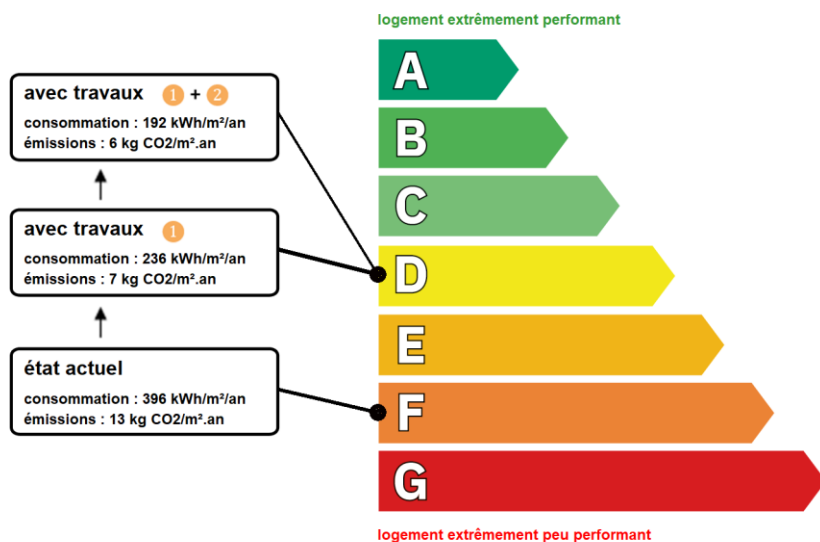 logement extrêmement performant
avec travaux 1 + 2
consommation : 192 kWh/m²/an
émissions : 6 kg CO2/m².an
avec travaux 1
consommation : 236 kWh/m²/an
émissions : 7 kg CO2/m².an
état actuel
consommation : 396 kWh/m²/an
émissions : 13 kg CO2/m².an
A
B
C
D
E
F
G
logement extrêmement peu performant